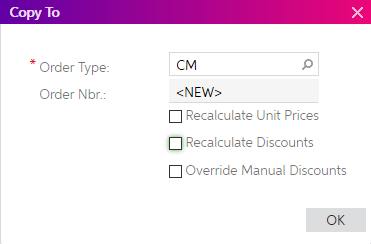 Copy To
* Order Type: CM
Order Nbr.: <NEW>
Recalculate Unit Prices
Recalculate Discounts
Override Manual Discounts
OK